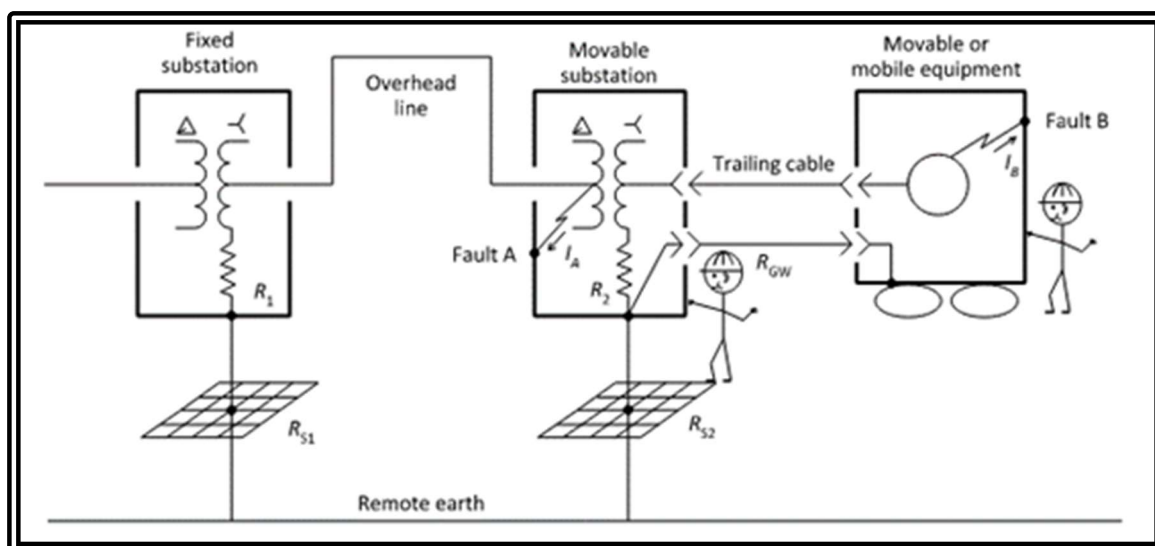 Fixed
substation
Overhead
line
Movable
substation
Movable or
mobile equipment
Trailing cable
Fault A
I_A
Fault B
I_B
R_1
R_2
R_GW
R_S1
R_S2
Remote earth